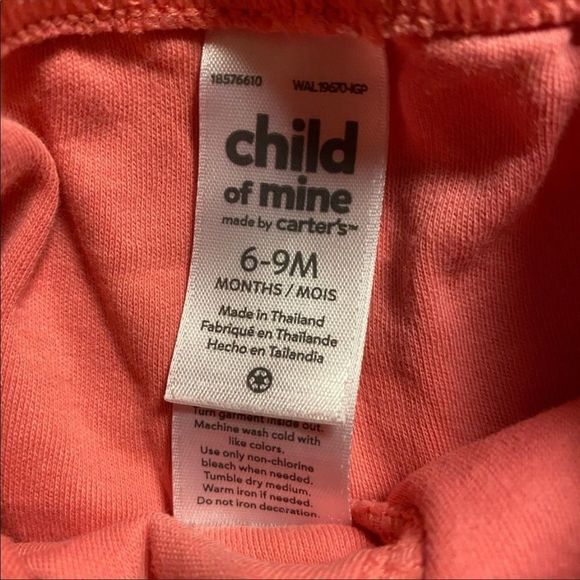 18576610 WAL19670-IGP
child
of mine
made by carter's™
6-9M
MONTHS / MOIS
Made in Thailand
Fabriqué en Thaïlande
Hecho en Tailandia
Turn garment inside out.
Machine wash cold with
like colors.
Use only non-chlorine
bleach when needed.
Tumble dry medium.
Warm iron if needed.
Do not iron decoration.